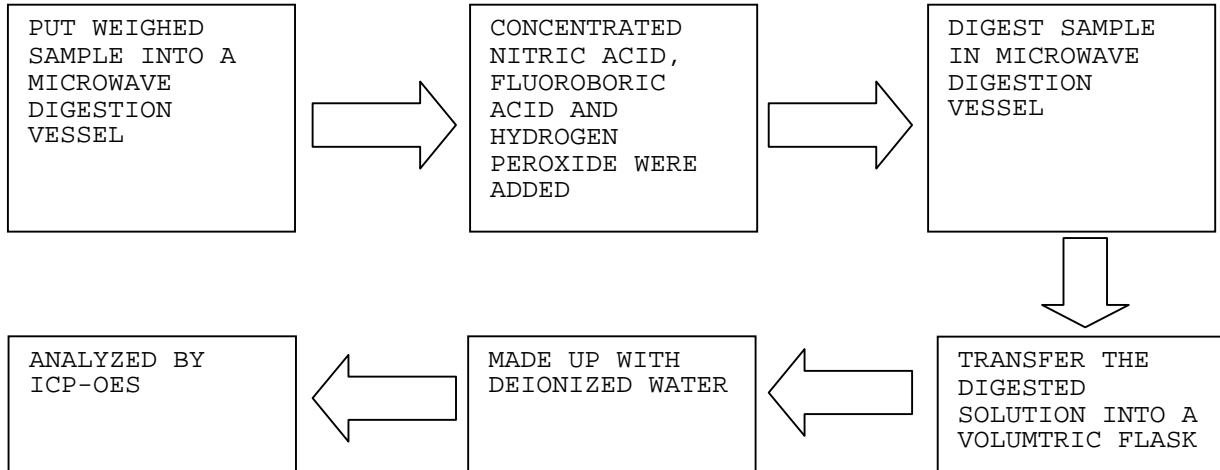 PUT WEIGHED
SAMPLE INTO A
MICROWAVE
DIGESTION
VESSEL
CONCENTRATED
NITRIC ACID,
FLUOROBORIC
ACID AND
HYDROGEN
PEROXIDE WERE
ADDED
DIGEST SAMPLE
IN MICROWAVE
DIGESTION
VESSEL
TRANSFER THE
DIGESTED
SOLUTION INTO A
VOLUMTRIC FLASK
MADE UP WITH
DEIONIZED WATER
ANALYZED BY
ICP-OES